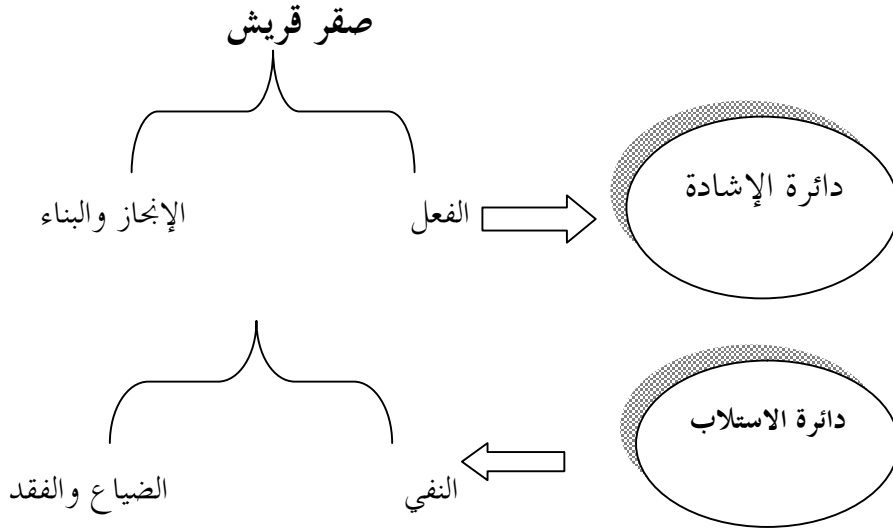 صقر قريش
دائرة الإشادة
الفعل
الإنجاز والبناء
دائرة الاستلاب
النفي
الضياع والفقد